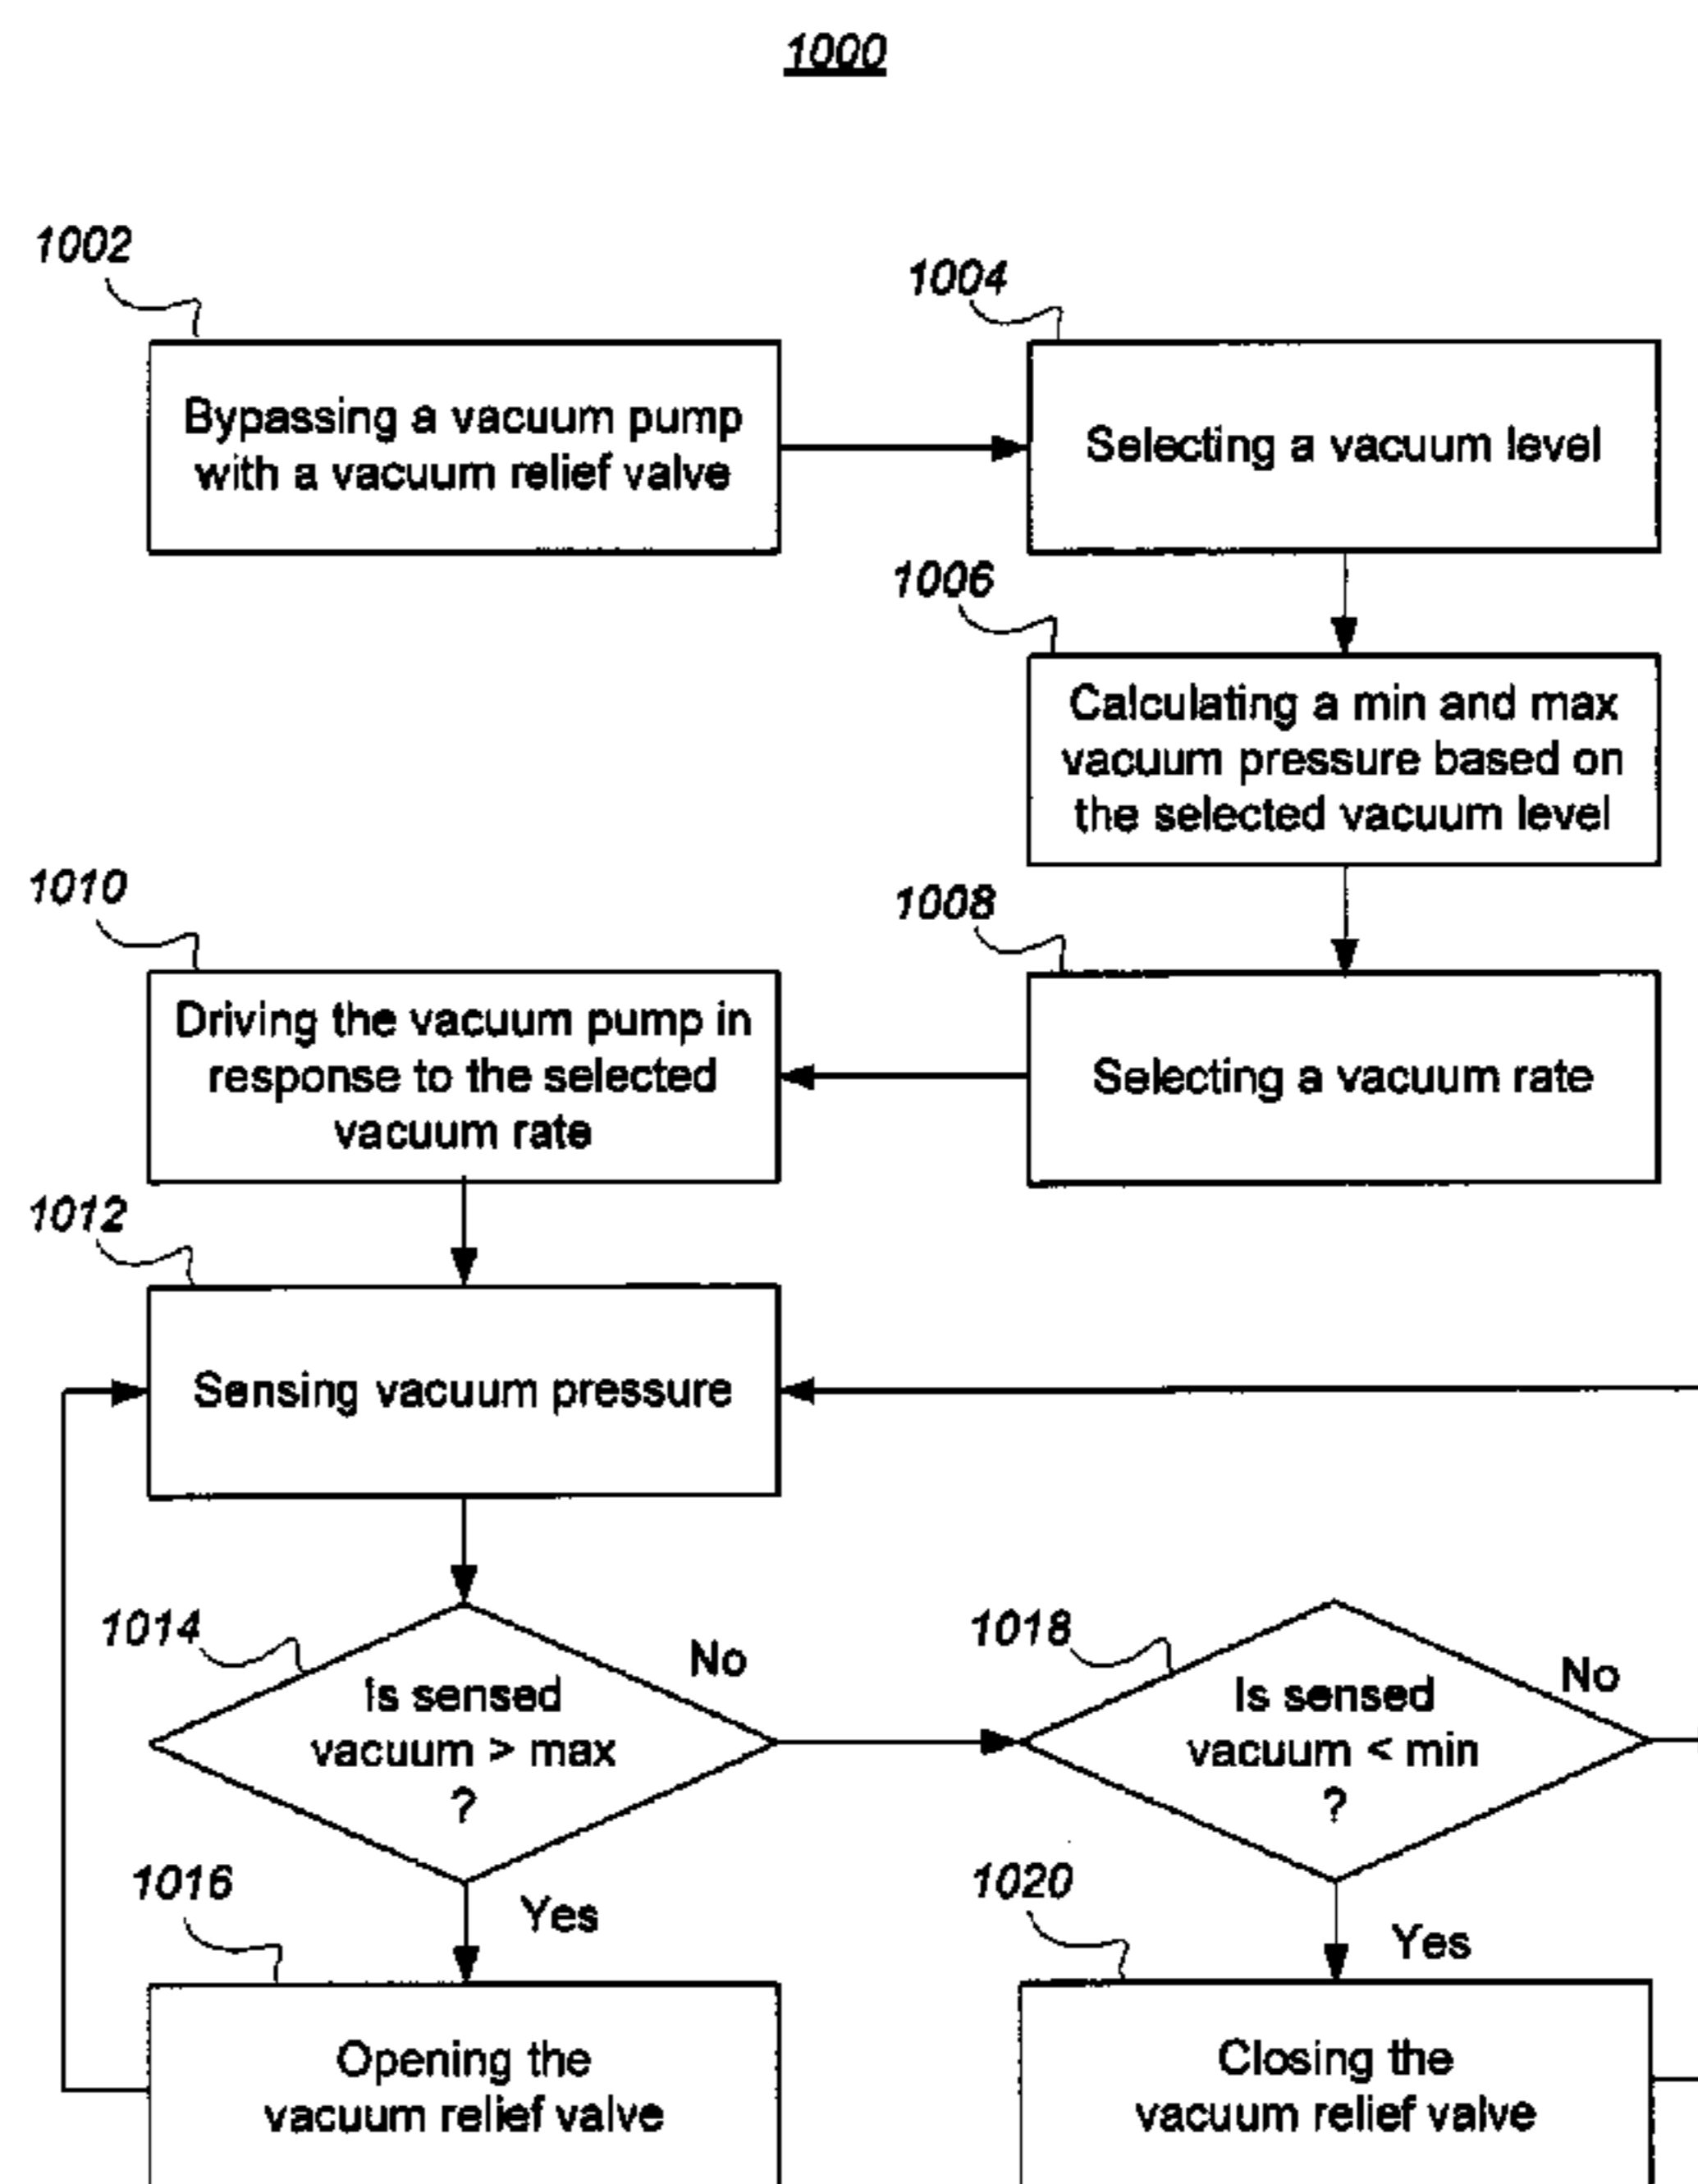 1000
1002
Bypassing a vacuum pump
with a vacuum relief valve
1004
Selecting a vacuum level
1006
Calculating a min and max
vacuum pressure based on
the selected vacuum level
1008
Selecting a vacuum rate
1010
Driving the vacuum pump in
response to the selected
vacuum rate
1012
Sensing vacuum pressure
1014
Is sensed
vacuum > max
?
No
Yes
1018
Is sensed
vacuum < min
?
No
Yes
1016
Opening the
vacuum relief valve
1020
Closing the
vacuum relief valve